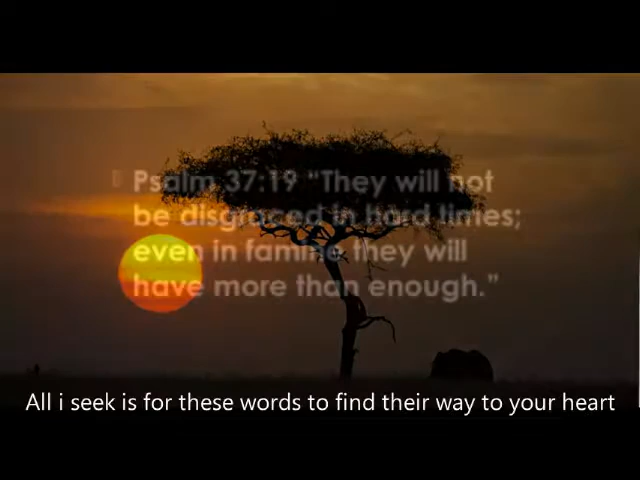 Psalm 37:19 “They will not
be disgraced in hard times;
even in famine they will
have more than enough.”
All i seek is for these words to find their way to your heart